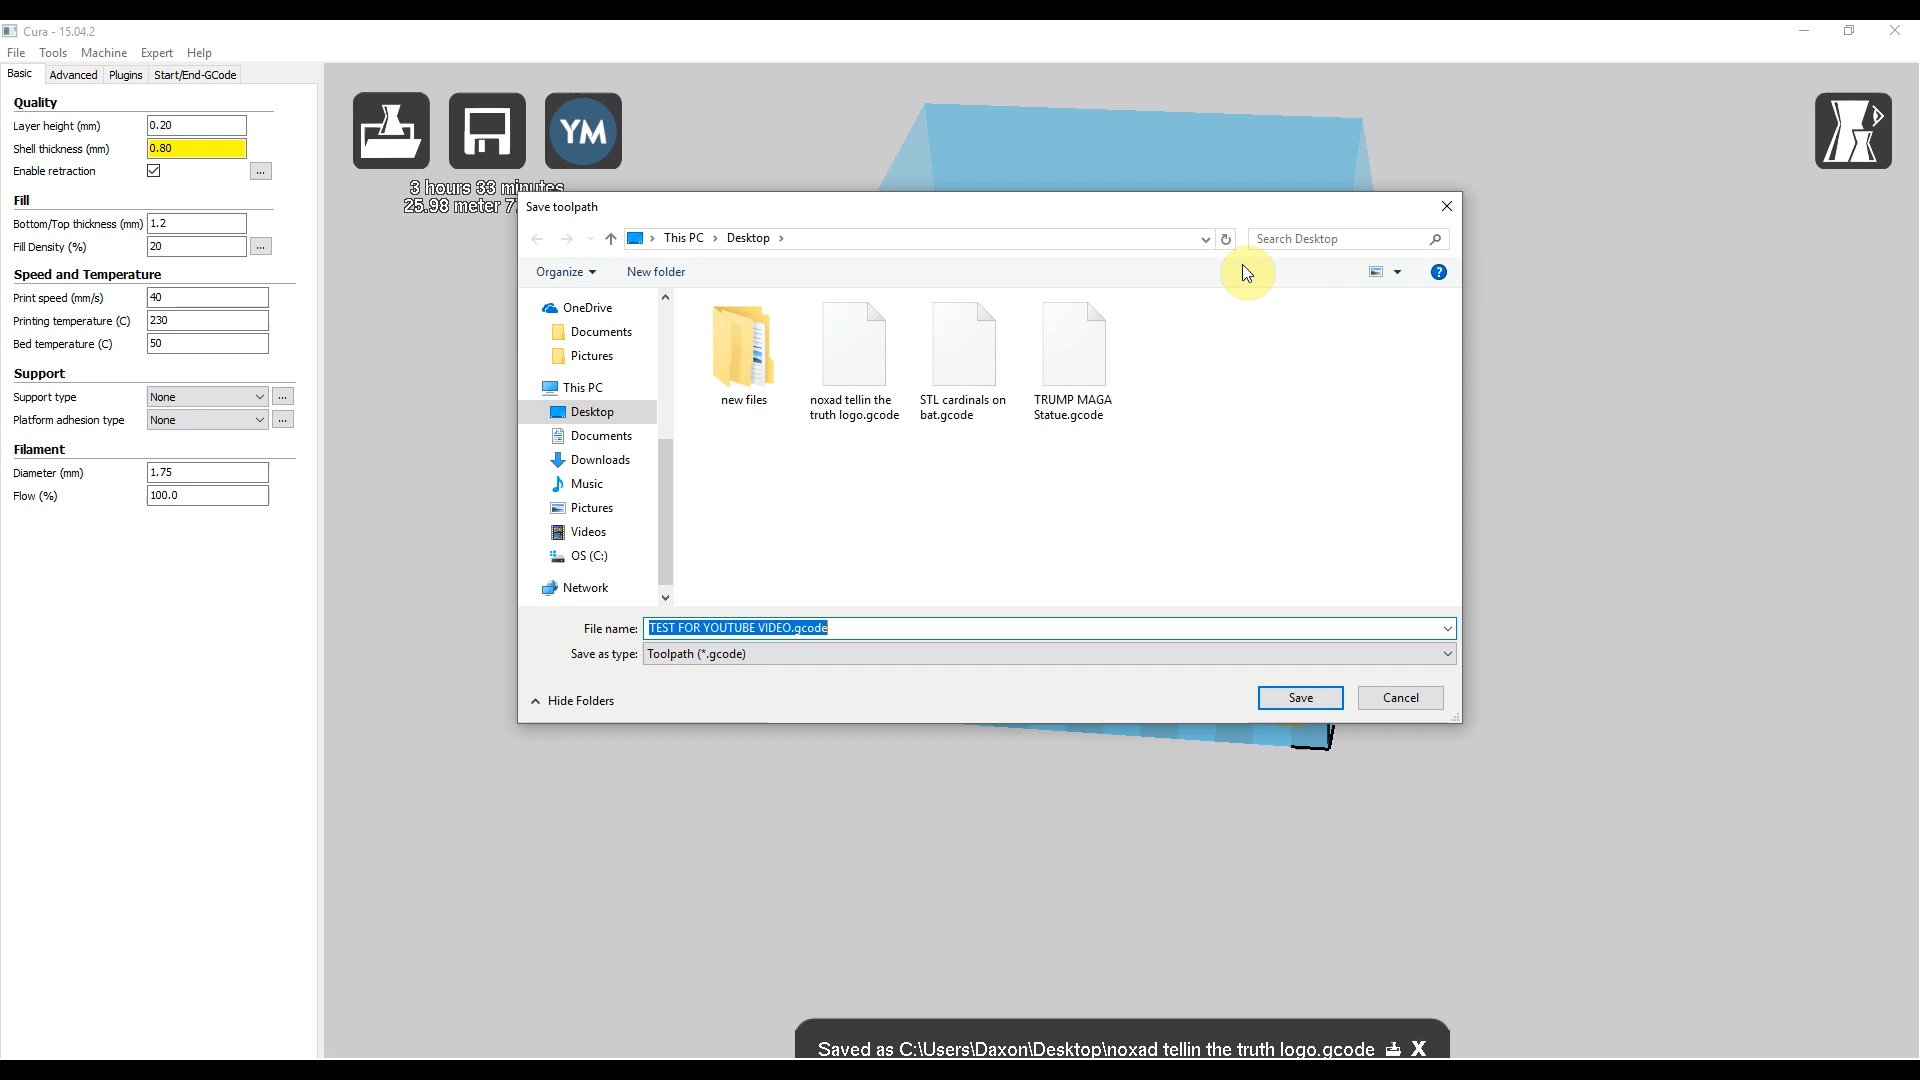 Cura - 15.04.2
File Tools Machine Expert Help
Basic Advanced Plugins Start/End-GCode
Quality
Layer height (mm) 0.20
Shell thickness (mm) 0.80
Enable retraction ...
Fill
Bottom/Top thickness (mm) 1.2
Fill Density (%) 20 ...
Speed and Temperature
Print speed (mm/s) 40
Printing temperature (C) 230
Bed temperature (C) 50
Support
Support type None ...
Platform adhesion type None ...
Filament
Diameter (mm) 1.75
Flow (%) 100.0
YM
3 hours 33 minutes
25.98 meter
Save toolpath
This PC Desktop
Search Desktop
Organize New folder
OneDrive
Documents
Pictures
This PC
Desktop
Documents
Downloads
Music
Pictures
Videos
OS (C:)
Network
new files
noxad tellin the
truth logo.gcode
STL cardinals on
bat.gcode
TRUMP MAGA
Statue.gcode
File name: TEST FOR YOUTUBE VIDEO.gcode
Save as type: Toolpath (*.gcode)
Hide Folders
Save Cancel
Saved as C:\Users\Daxon\Desktop\noxad tellin the truth logo.gcode X